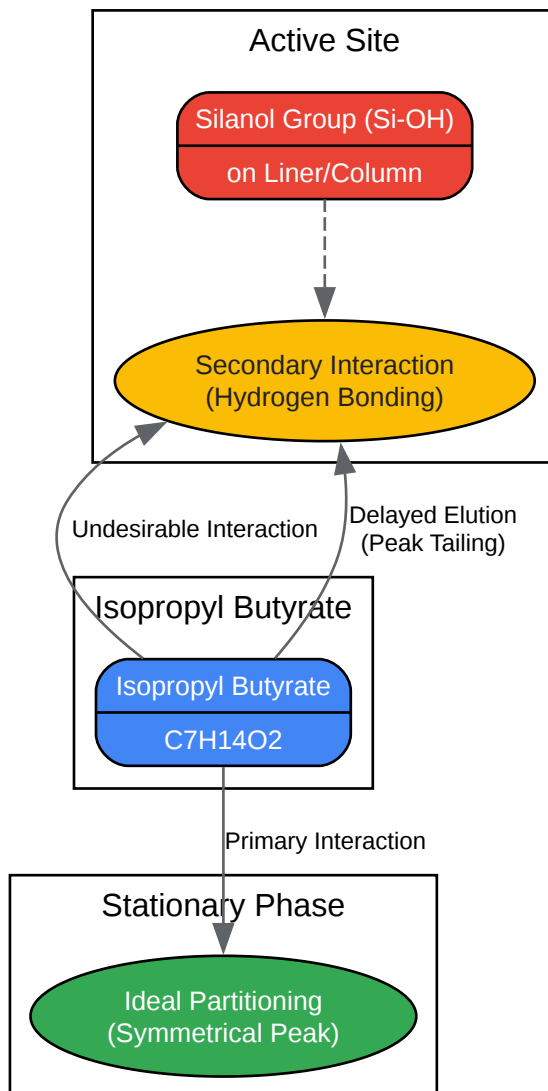 Active Site
Silanol Group (Si-OH)
on Liner/Column
Secondary Interaction
(Hydrogen Bonding)
Undesirable Interaction
Delayed Elution
(Peak Tailing)
Isopropyl Butyrate
Isopropyl Butyrate
C7H14O2
Primary Interaction
Stationary Phase
Ideal Partitioning
(Symmetrical Peak)